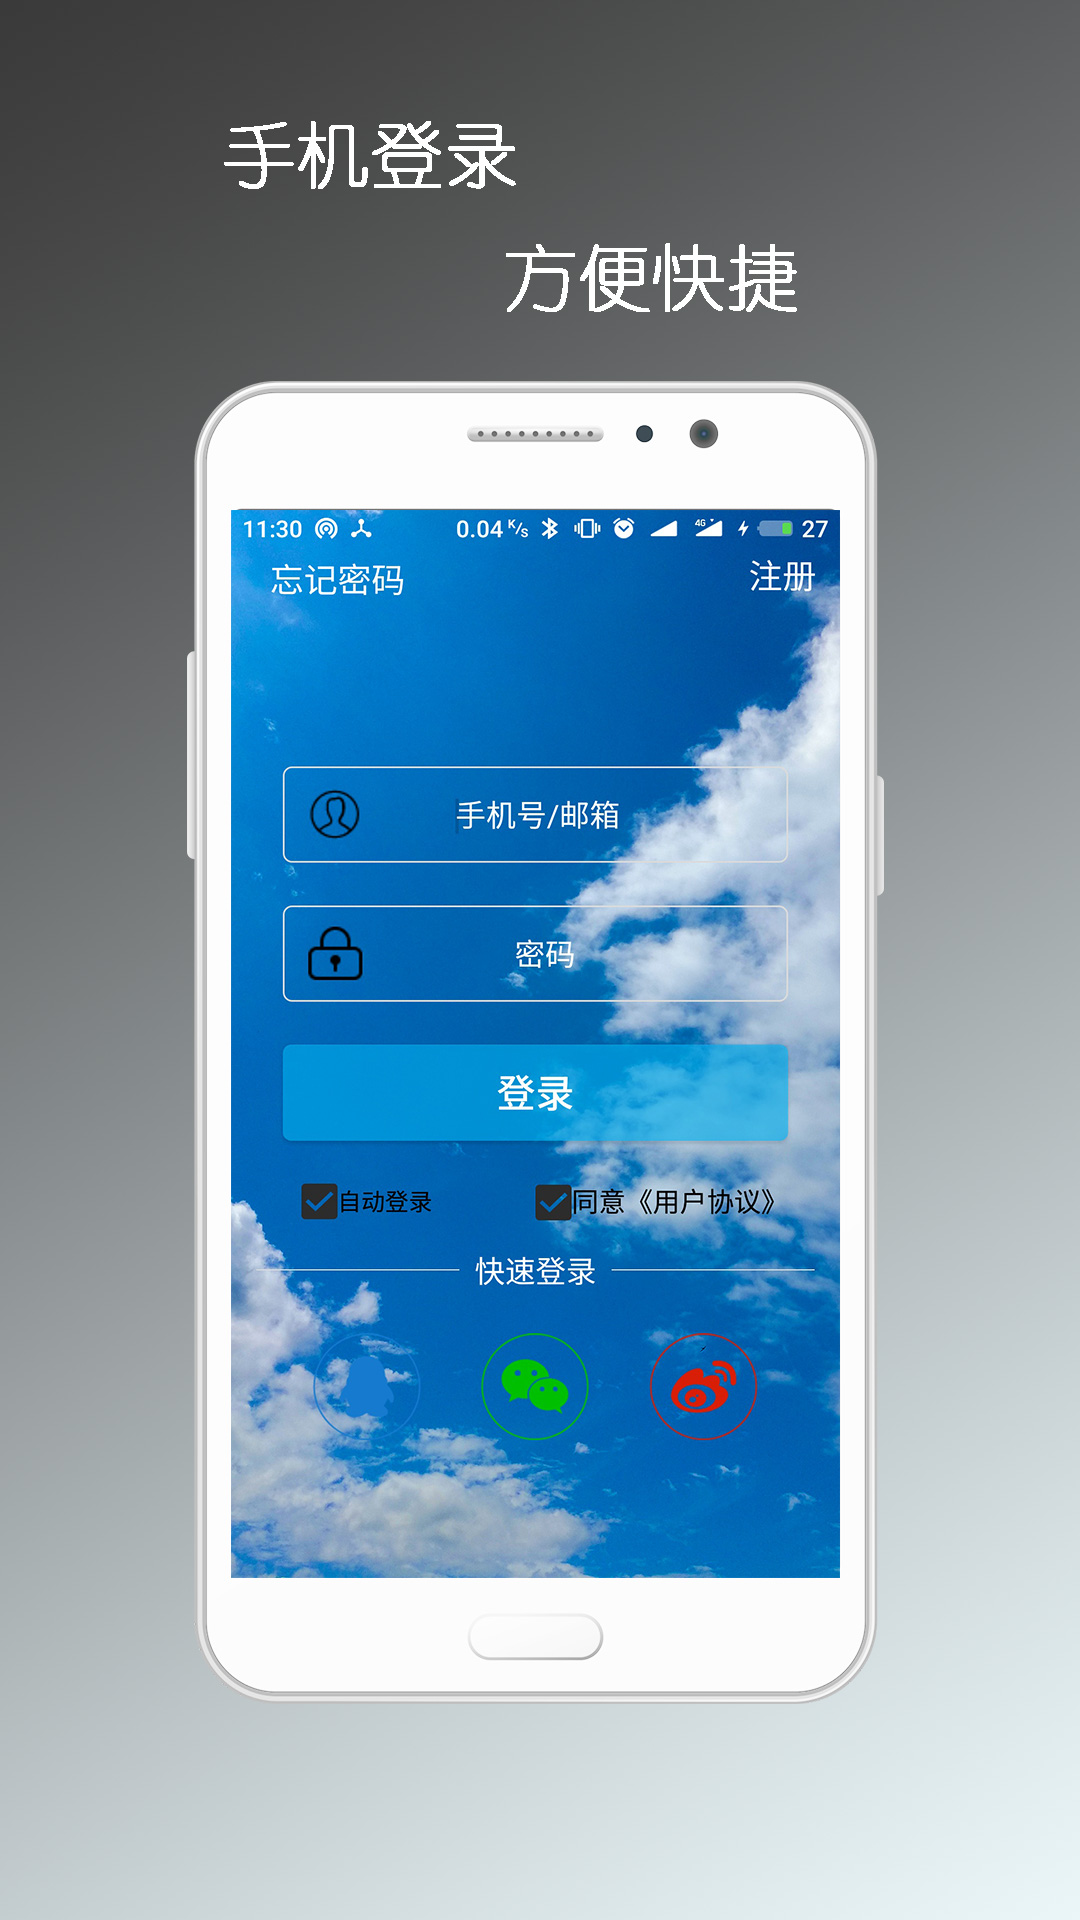 手机登录
方便快捷
11:30 0.04 K/s 4G 27
忘记密码 注册
手机号/邮箱
密码
登录
自动登录 同意《用户协议》
快速登录